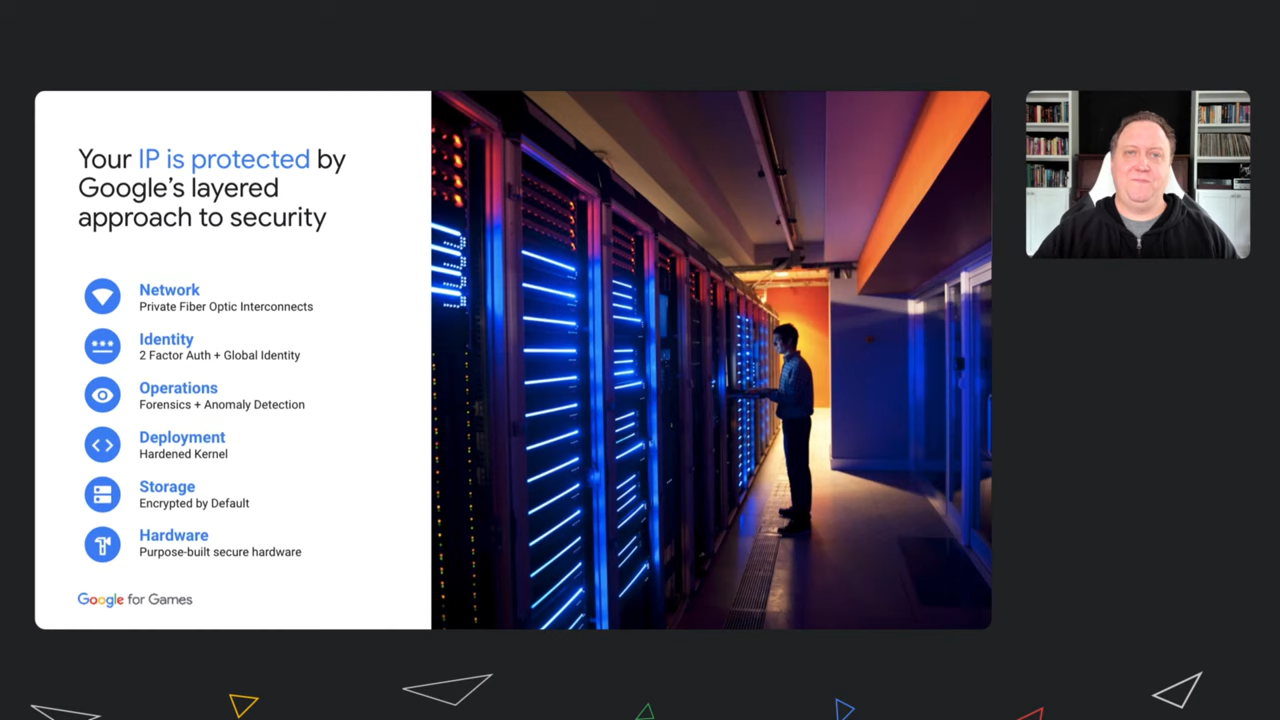 Your IP is protected by
Google's layered
approach to security
Network
Private Fiber Optic Interconnects
Identity
2 Factor Auth + Global Identity
Operations
Forensics + Anomaly Detection
Deployment
Hardened Kernel
Storage
Encrypted by Default
Hardware
Purpose-built secure hardware
Google for Games